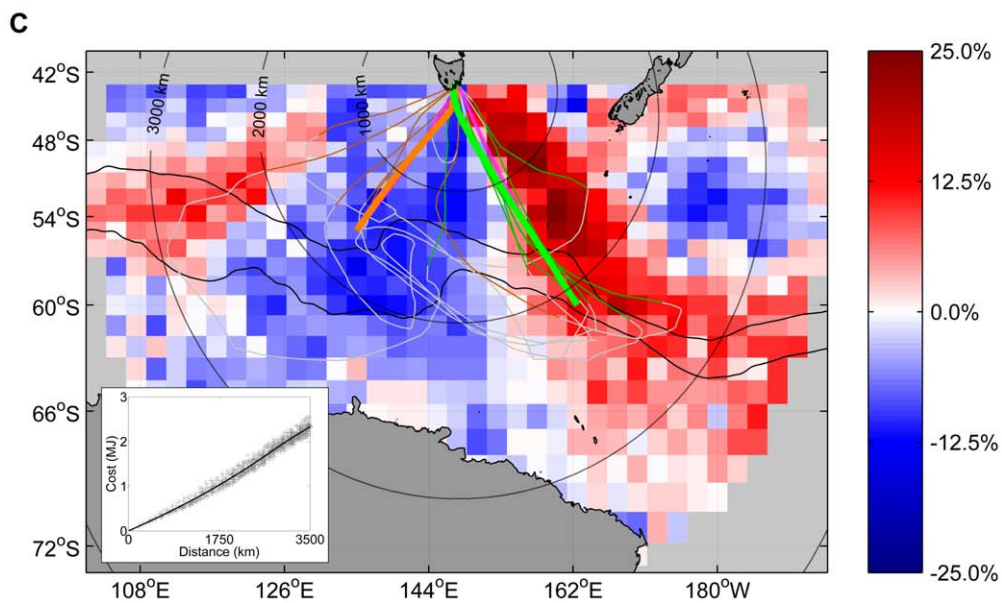 C
42°S
48°S
54°S
60°S
66°S
72°S
108°E
126°E
144°E
162°E
180°W
3000 km
2000 km
1000 km
25.0%
12.5%
0.0%
-12.5%
-25.0%
Cost (MJ)
3
2
1
0
0
1750
3500
Distance (km)